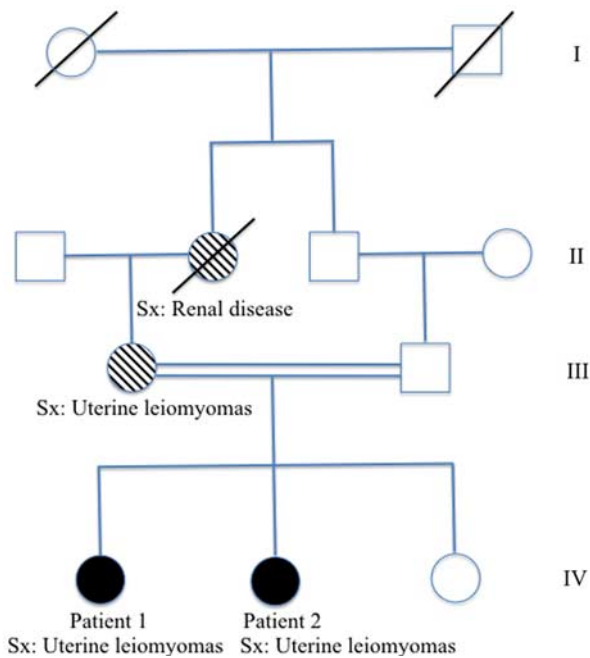 I
II
Sx: Renal disease
III
Sx: Uterine leiomyomas
IV
Patient 1
Patient 2
Sx: Uterine leiomyomas
Sx: Uterine leiomyomas